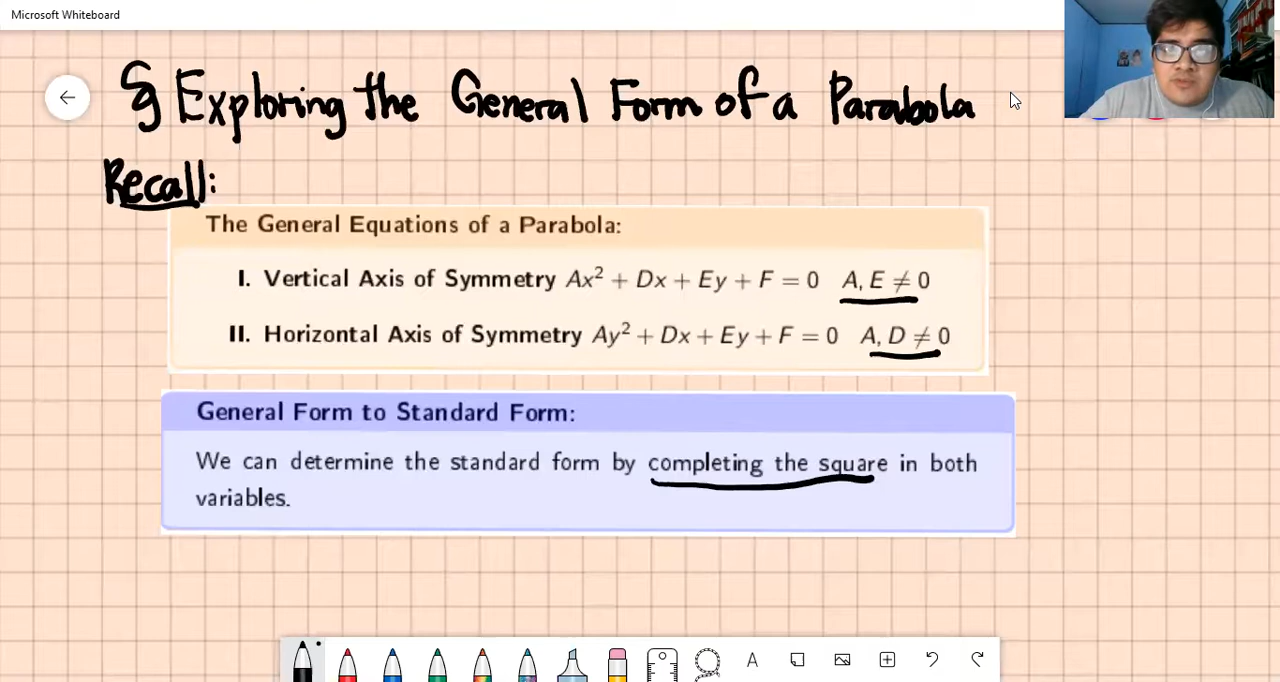 Microsoft Whiteboard
§ Exploring the General Form of a Parabola
Recall:
The General Equations of a Parabola:
I. Vertical Axis of Symmetry Ax² + Dx + Ey + F = 0 A, E ≠ 0
II. Horizontal Axis of Symmetry Ay² + Dx + Ey + F = 0 A, D ≠ 0
General Form to Standard Form:
We can determine the standard form by completing the square in both
variables.